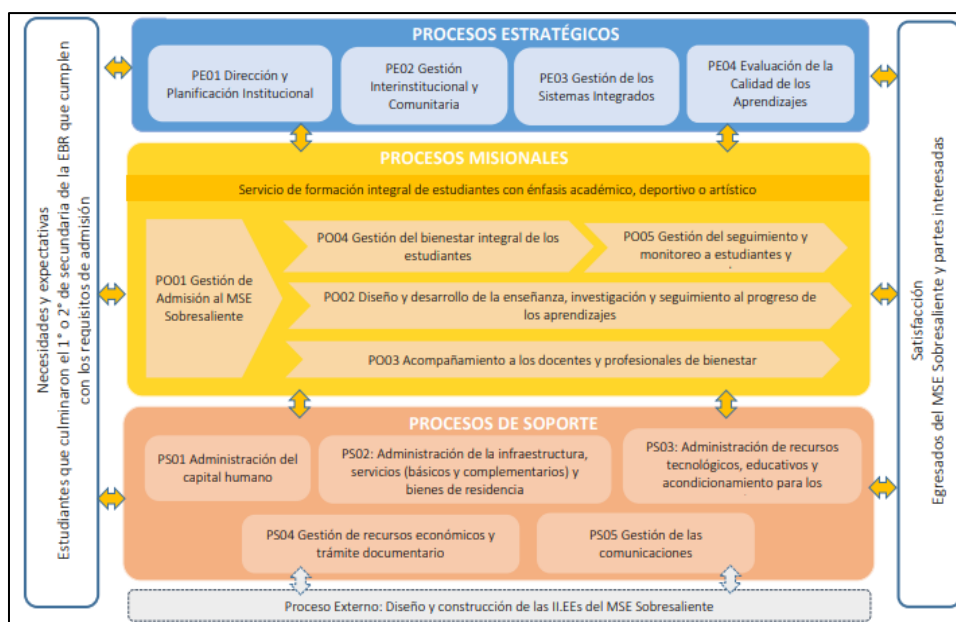 Necesidades y expectativas
Estudiantes que culminaron el 1° o 2° de secundaria de la EBR que cumplen
con los requisitos de admisión
PROCESOS ESTRATÉGICOS
PE01 Dirección y
Planificación Institucional
PE02 Gestión
Interinstitucional y
Comunitaria
PE03 Gestión de los
Sistemas Integrados
PE04 Evaluación de la
Calidad de los
Aprendizajes
PROCESOS MISIONALES
Servicio de formación integral de estudiantes con énfasis académico, deportivo o artístico
PO01 Gestión de
Admisión al MSE
Sobresaliente
PO04 Gestión del bienestar integral de los
estudiantes
PO05 Gestión del seguimiento y
monitoreo a estudiantes y
PO02 Diseño y desarrollo de la enseñanza, investigación y seguimiento al progreso de
los aprendizajes
PO03 Acompañamiento a los docentes y profesionales de bienestar
PROCESOS DE SOPORTE
PS01 Administración del
capital humano
PS02: Administración de la infraestructura,
servicios (básicos y complementarios) y
bienes de residencia
PS03: Administración de recursos
tecnológicos, educativos y
acondicionamiento para los
PS04 Gestión de recursos económicos y
trámite documentario
PS05 Gestión de las
comunicaciones
Proceso Externo: Diseño y construcción de las II.EEs del MSE Sobresaliente
Satisfacción
Egresados del MSE Sobresaliente y partes interesadas